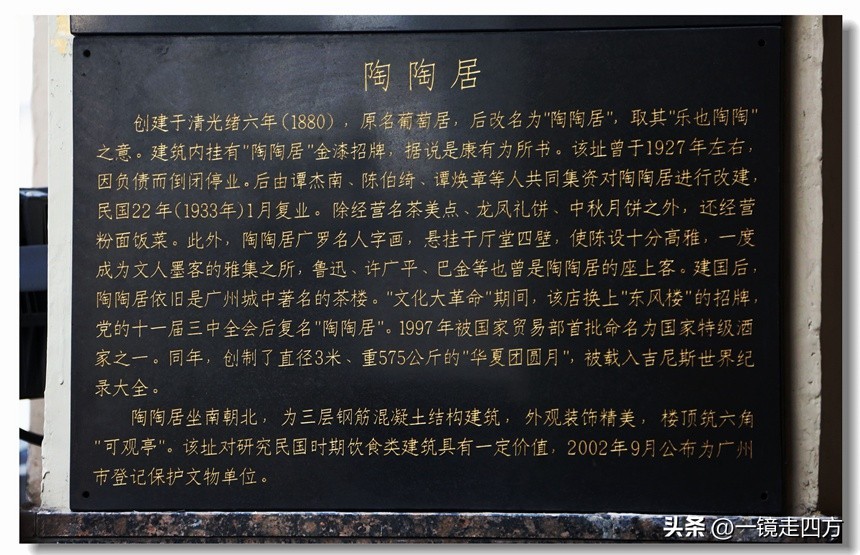 陶陶居
创建于清光绪六年(1880)，原名葡萄居，后改名为"陶陶居"，取其"乐也陶陶"
之意。建筑内挂有"陶陶居"金漆招牌，据说是康有为所书。该址曾于1927年左右，
因负债而倒闭停业。后由谭杰南、陈伯绮、谭焕章等人共同集资对陶陶居进行改建，
民国22年(1933年)1月复业。除经营名茶美点、龙凤礼饼、中秋月饼之外，还经营
粉面饭菜。此外，陶陶居广罗名人字画，悬挂于厅堂四壁，使陈设十分高雅，一度
成为文人墨客的雅集之所，鲁迅、许广平、巴金等也曾是陶陶居的座上客。建国后，
陶陶居依旧是广州城中著名的茶楼。"文化大革命"期间，该店换上"东风楼"的招牌，
党的十一届三中全会后复名"陶陶居"。1997年被国家贸易部首批命名为国家特级酒
家之一。同年，创制了直径3米、重575公斤的"华夏团圆月"，被载入吉尼斯世界纪
录大全。
陶陶居坐南朝北，为三层钢筋混凝土结构建筑，外观装饰精美，楼顶筑六角
"可观亭"。该址对研究民国时期饮食类建筑具有一定价值，2002年9月公布为广州
市登记保护文物单位。
头条 @一镜走四方